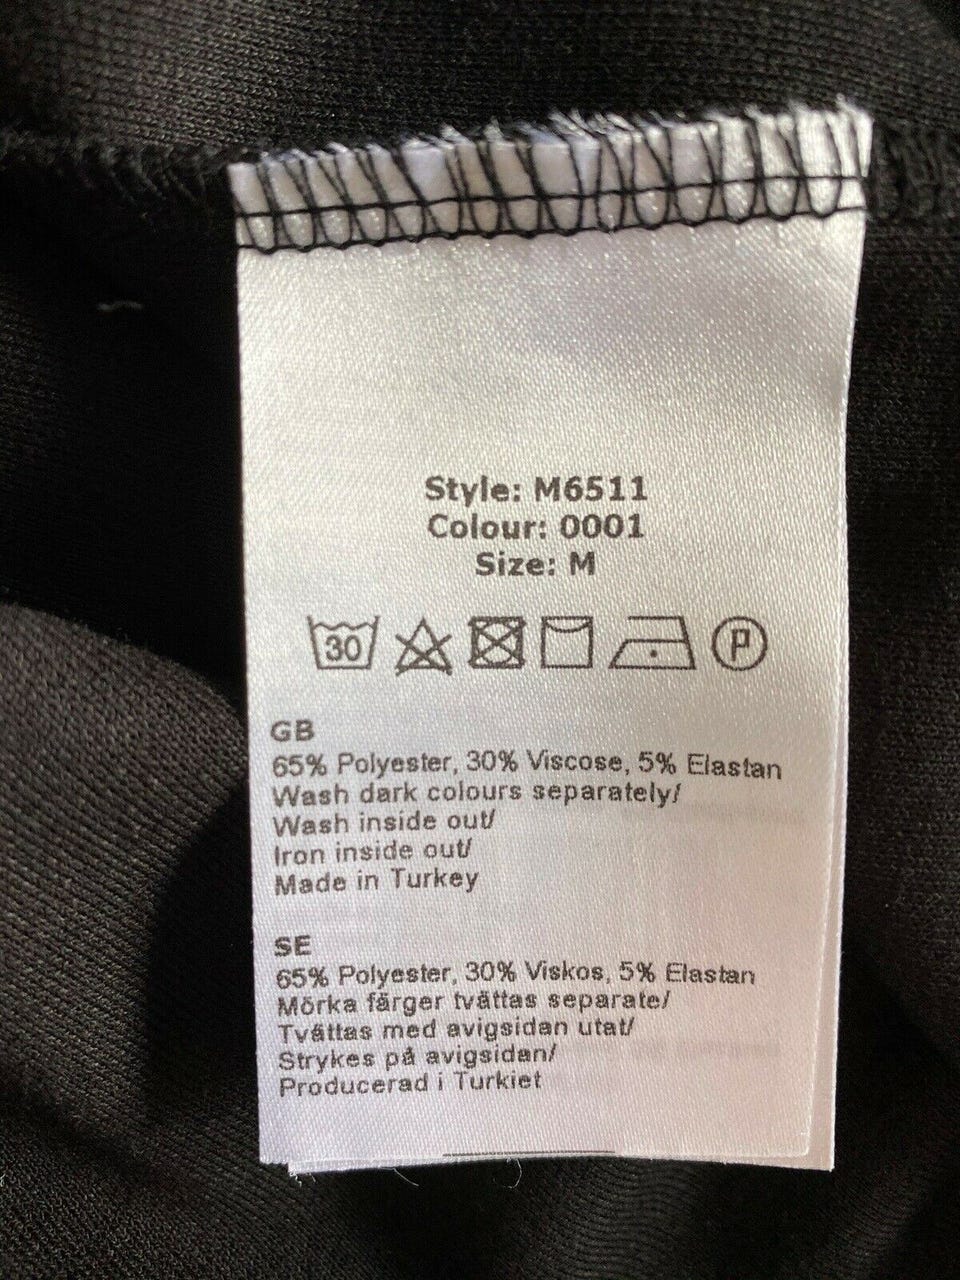 Style: M6511
Colour: 0001
Size: M
30 P
GB
65% Polyester, 30% Viscose, 5% Elastan
Wash dark colours separately/
Wash inside out/
Iron inside out/
Made in Turkey
SE
65% Polyester, 30% Viskos, 5% Elastan
Mörka färger tvättas separate/
Tvättas med avigsidan utat/
Strykes på avigsidan/
Producerad i Turkiet